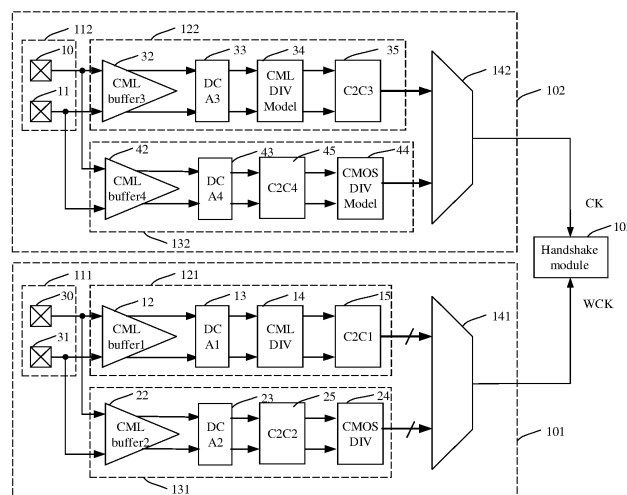 112
122
10
32
33
34
35
142
CML
buffer3
DC
A3
CML
DIV
Model
C2C3
11
102
42
43
45
44
CML
buffer4
DC
A4
C2C4
CMOS
DIV
Model
CK
132
Handshake
module
111
121
WCK
30
12
13
14
15
141
CML
buffer1
DC
A1
CML
DIV
C2C1
31
22
23
25
24
CML
buffer2
DC
A2
C2C2
CMOS
DIV
101
131